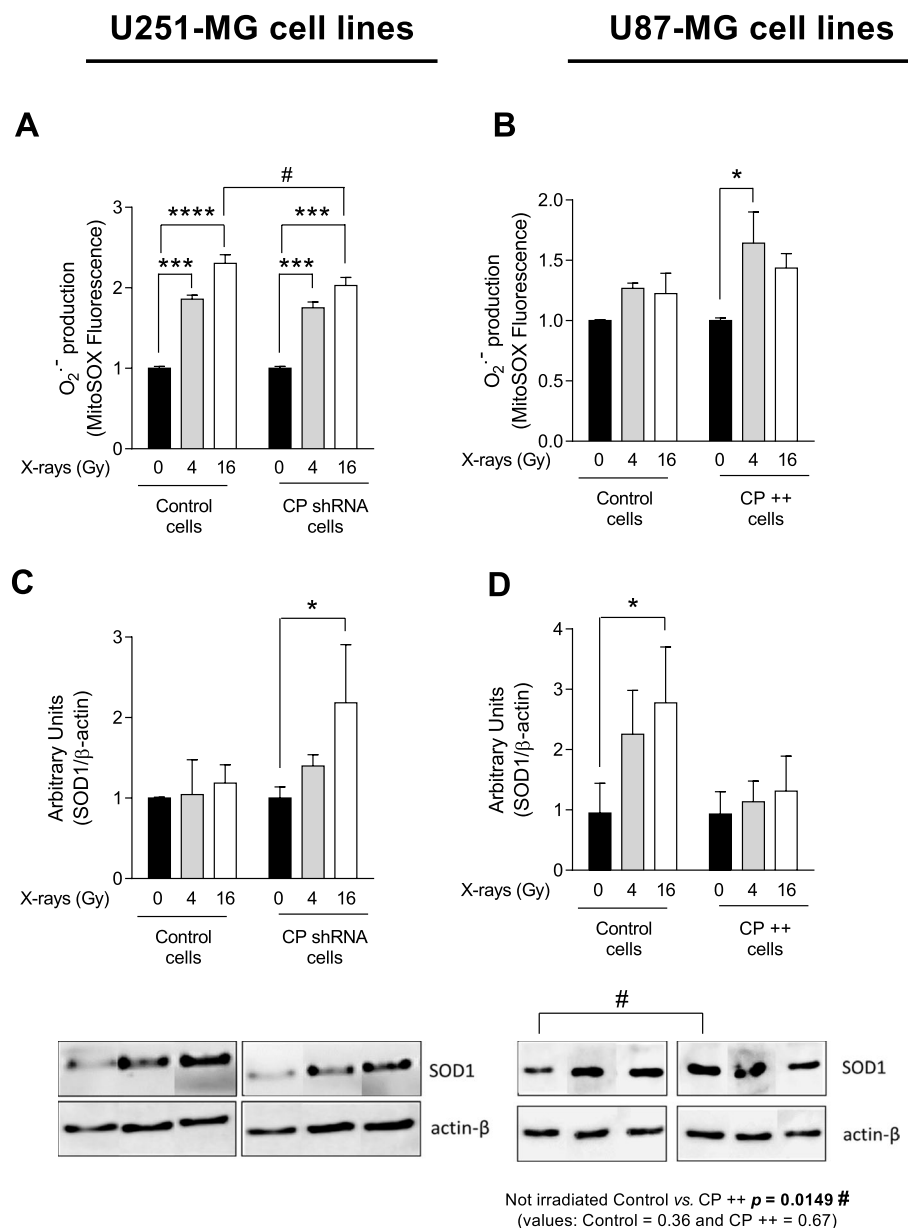 U251-MG cell lines
U87-MG cell lines
A
O2·- production
(MitoSOX Fluorescence)
3
2
1
0
****
***
#
***
***
X-rays (Gy)
0 4 16
0 4 16
Control
cells
CP shRNA
cells
B
O2·- production
(MitoSOX Fluorescence)
2.0
1.5
1.0
0.5
0.0
*
X-rays (Gy)
0 4 16
0 4 16
Control
cells
CP ++
cells
C
Arbitrary Units
(SOD1/β-actin)
3
2
1
0
*
X-rays (Gy)
0 4 16
0 4 16
Control
cells
CP shRNA
cells
SOD1
actin-β
D
Arbitrary Units
(SOD1/β-actin)
4
3
2
1
0
*
X-rays (Gy)
0 4 16
0 4 16
Control
cells
CP ++
cells
#
SOD1
actin-β
Not irradiated Control vs. CP ++ p = 0.0149 #
(values: Control = 0.36 and CP ++ = 0.67)